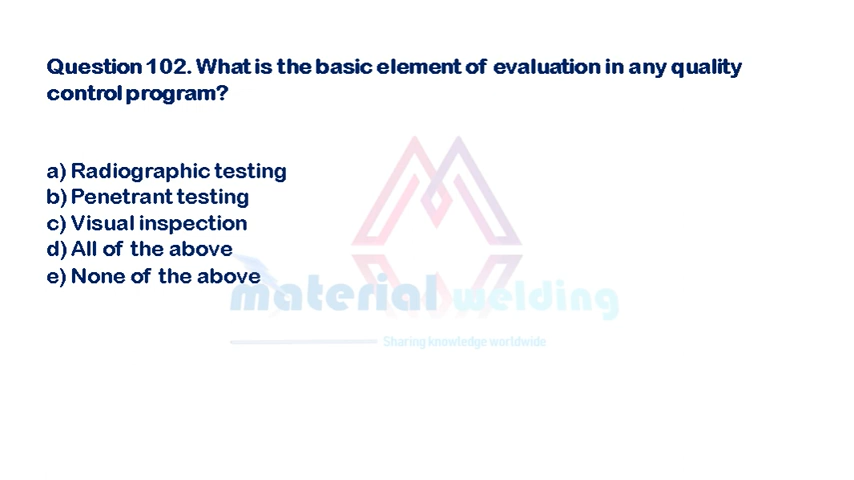 Question 102. What is the basic element of evaluation in any quality
control program?
a) Radiographic testing
b) Penetrant testing
c) Visual inspection
d) All of the above
e) None of the above
material welding
Sharing knowledge worldwide